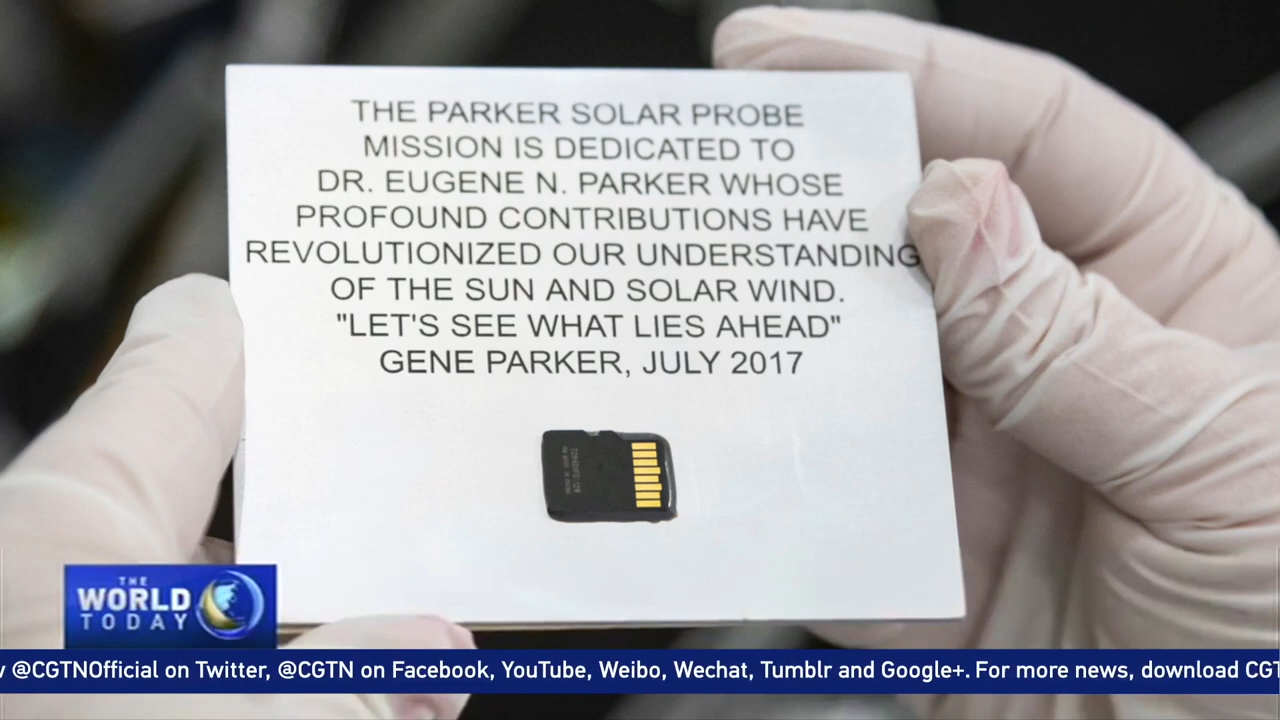 THE PARKER SOLAR PROBE
MISSION IS DEDICATED TO
DR. EUGENE N. PARKER WHOSE
PROFOUND CONTRIBUTIONS HAVE
REVOLUTIONIZED OUR UNDERSTANDING
OF THE SUN AND SOLAR WIND.
"LET'S SEE WHAT LIES AHEAD"
GENE PARKER, JULY 2017
THE
WORLD
TODAY
@CGTNOfficial on Twitter, @CGTN on Facebook, YouTube, Weibo, Wechat, Tumblr and Google+. For more news, download